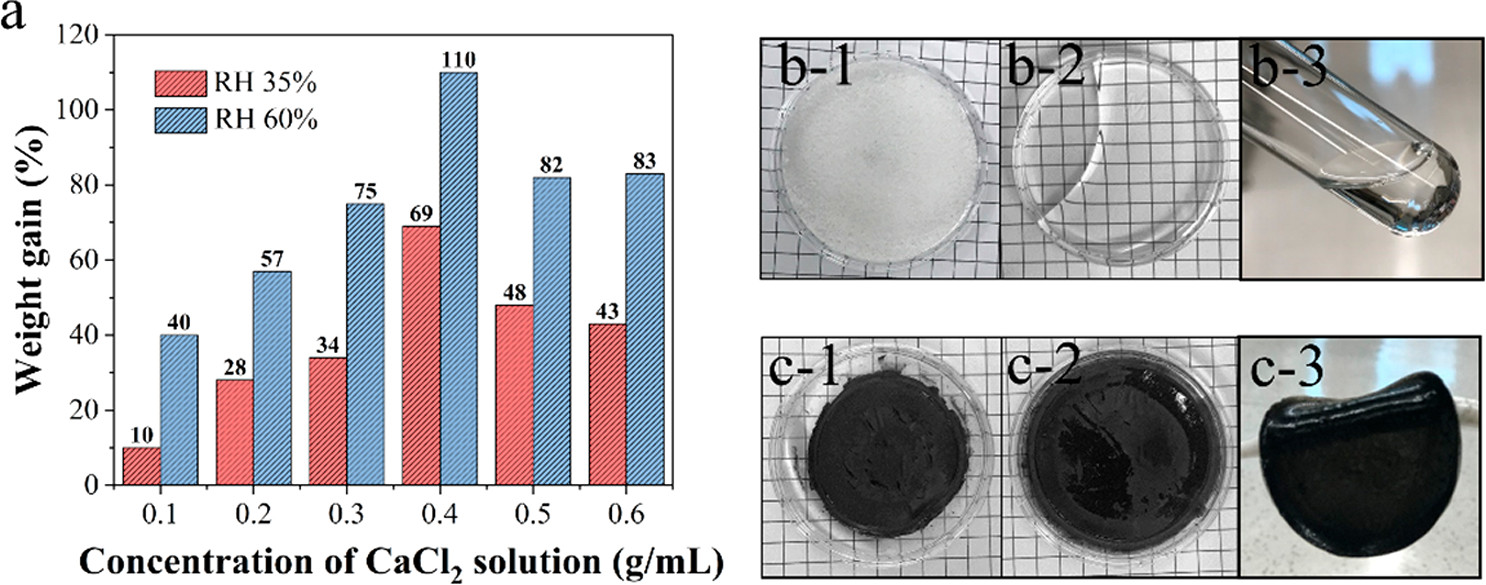 a
120
100
80
60
40
20
0
Weight gain (%)
RH 35%
RH 60%
10
40
28
57
34
75
69
110
48
82
43
83
0.1 0.2 0.3 0.4 0.5 0.6
Concentration of CaCl₂ solution (g/mL)
b-1 b-2 b-3
c-1 c-2 c-3